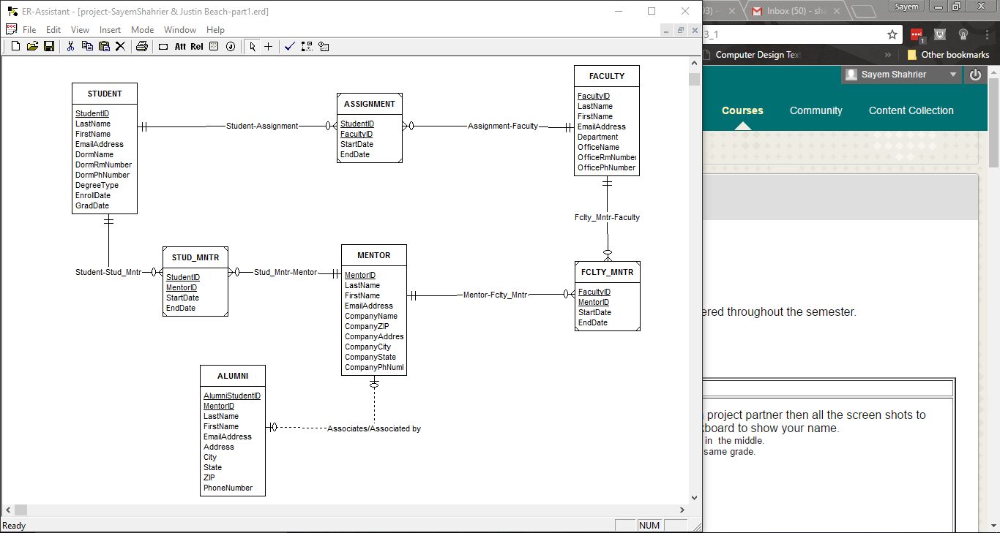 ER-Assistant - [project-SayemShahrier & Justin Beach-part1.erd]
File Edit View Insert Mode Window Help
Att Rel
STUDENT
StudentID
LastName
FirstName
EmailAddress
DormName
DormRmNumber
DormPhNumber
DegreeType
EnrollDate
GradDate
Student-Assignment
ASSIGNMENT
StudentID
FacultyID
StartDate
EndDate
Assignment-Faculty
FACULTY
FacultyID
LastName
FirstName
EmailAddress
Department
OfficeName
OfficeRmNumber
OfficePhNumber
Fclty_Mntr-Faculty
Student-Stud_Mntr
STUD_MNTR
StudentID
MentorID
StartDate
EndDate
Stud_Mntr-Mentor
MENTOR
MentorID
LastName
FirstName
EmailAddress
CompanyName
CompanyZIP
CompanyAddres
CompanyCity
CompanyState
CompanyPhNuml
Mentor-Fclty_Mntr
FCLTY_MNTR
FacultyID
MentorID
StartDate
EndDate
ALUMNI
AlumniStudentID
MentorID
LastName
FirstName
EmailAddress
Address
City
State
ZIP
PhoneNumber
Associates/Associated by
Ready
NUM
93) -
Inbox (50) - sha
Sayem
3_1
1
Computer Design Tex
» Other bookmarks
Sayem Shahrier
Courses Community Content Collection
ered throughout the semester.
project partner then all the screen shots to
kboard to show your name.
in the middle.
same grade.